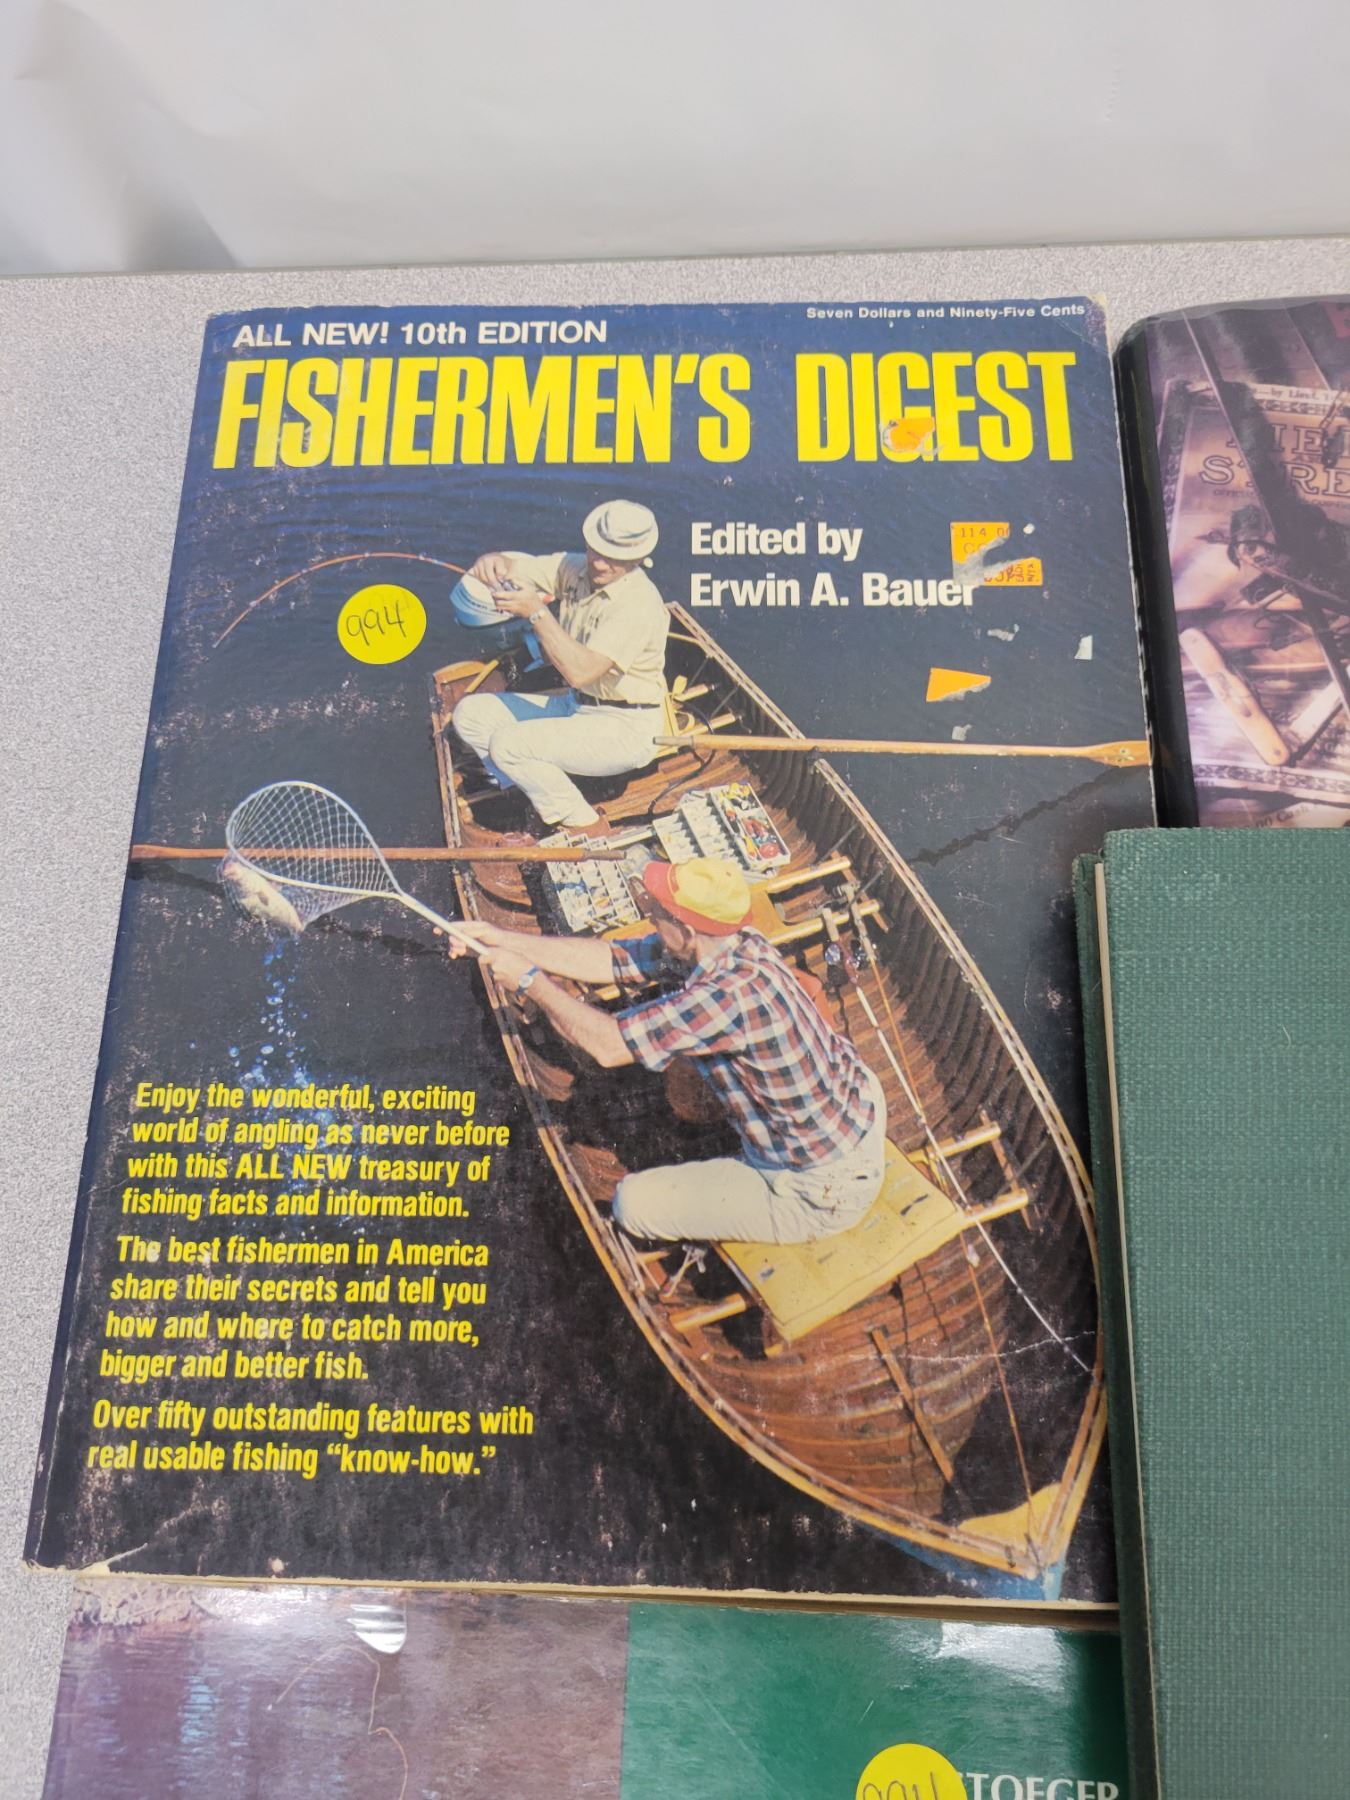 ALL NEW! 10th EDITION
Seven Dollars and Ninety-Five Cents
FISHERMEN'S DIGEST
Edited by
Erwin A. Bauer
994
Enjoy the wonderful, exciting
world of angling as never before
with this ALL NEW treasury of
fishing facts and information.
The best fishermen in America
share their secrets and tell you
how and where to catch more,
bigger and better fish.
Over fifty outstanding features with
real usable fishing “know-how.”
994
STOEGER